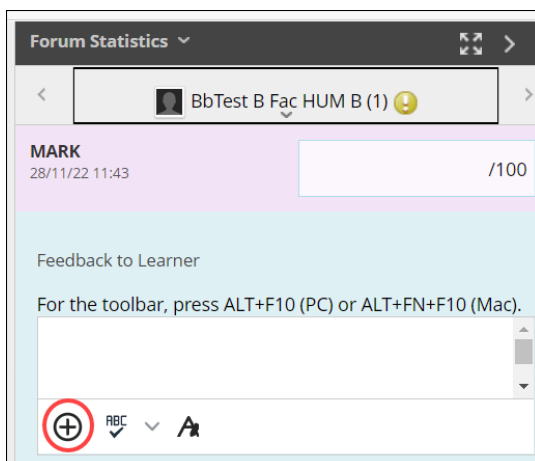 Forum Statistics
BbTest B Fac HUM B (1)
MARK
28/11/22 11:43
/100
Feedback to Learner
For the toolbar, press ALT+F10 (PC) or ALT+FN+F10 (Mac).
ABC
A